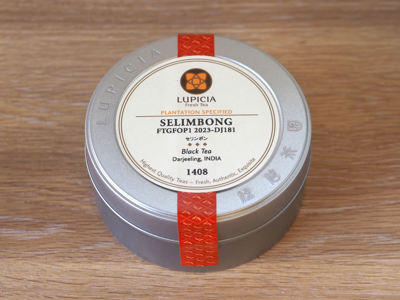 LUPICIA
LUPICIA
Fresh Tea
PLANTATION SPECIFIED
SELIMBONG
FTGFOP1 2023-DJ181
セリンボン
Black Tea
Darjeeling, INDIA
1408
Highest Quality Teas — Fresh, Authentic, Exquisite